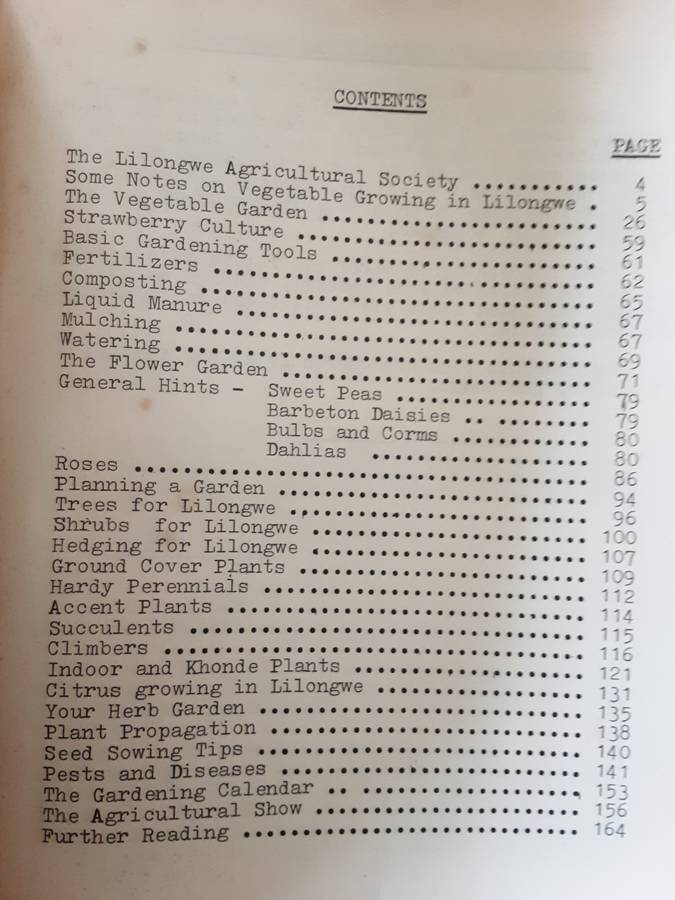 CONTENTS
PAGE
The Lilongwe Agricultural Society ........... 4
Some Notes on Vegetable Growing in Lilongwe . 5
The Vegetable Garden ........................ 26
Strawberry Culture .......................... 59
Basic Gardening Tools ....................... 61
Fertilizers ................................. 62
Composting .................................. 65
Liquid Manure ............................... 67
Mulching .................................... 67
Watering .................................... 69
The Flower Garden ........................... 71
General Hints - Sweet Peas .................. 79
Barbeton Daisies .. ........ 79
Bulbs and Corms ............ 80
Dahlias ................... 80
Roses ....................................... 86
Planning a Garden ........................... 94
Trees for Lilongwe .......................... 96
Shrubs for Lilongwe ......................... 100
Hedging for Lilongwe ........................ 107
Ground Cover Plants ......................... 109
Hardy Perennials ............................ 112
Accent Plants ............................... 114
Succulents .................................. 115
Climbers .................................... 116
Indoor and Khonde Plants .................... 121
Citrus growing in Lilongwe .................. 131
Your Herb Garden ............................ 135
Plant Propagation ........................... 138
Seed Sowing Tips ............................ 140
Pests and Diseases .......................... 141
The Gardening Calendar .. ................... 153
The Agricultural Show ....................... 156
Further Reading ............................. 164